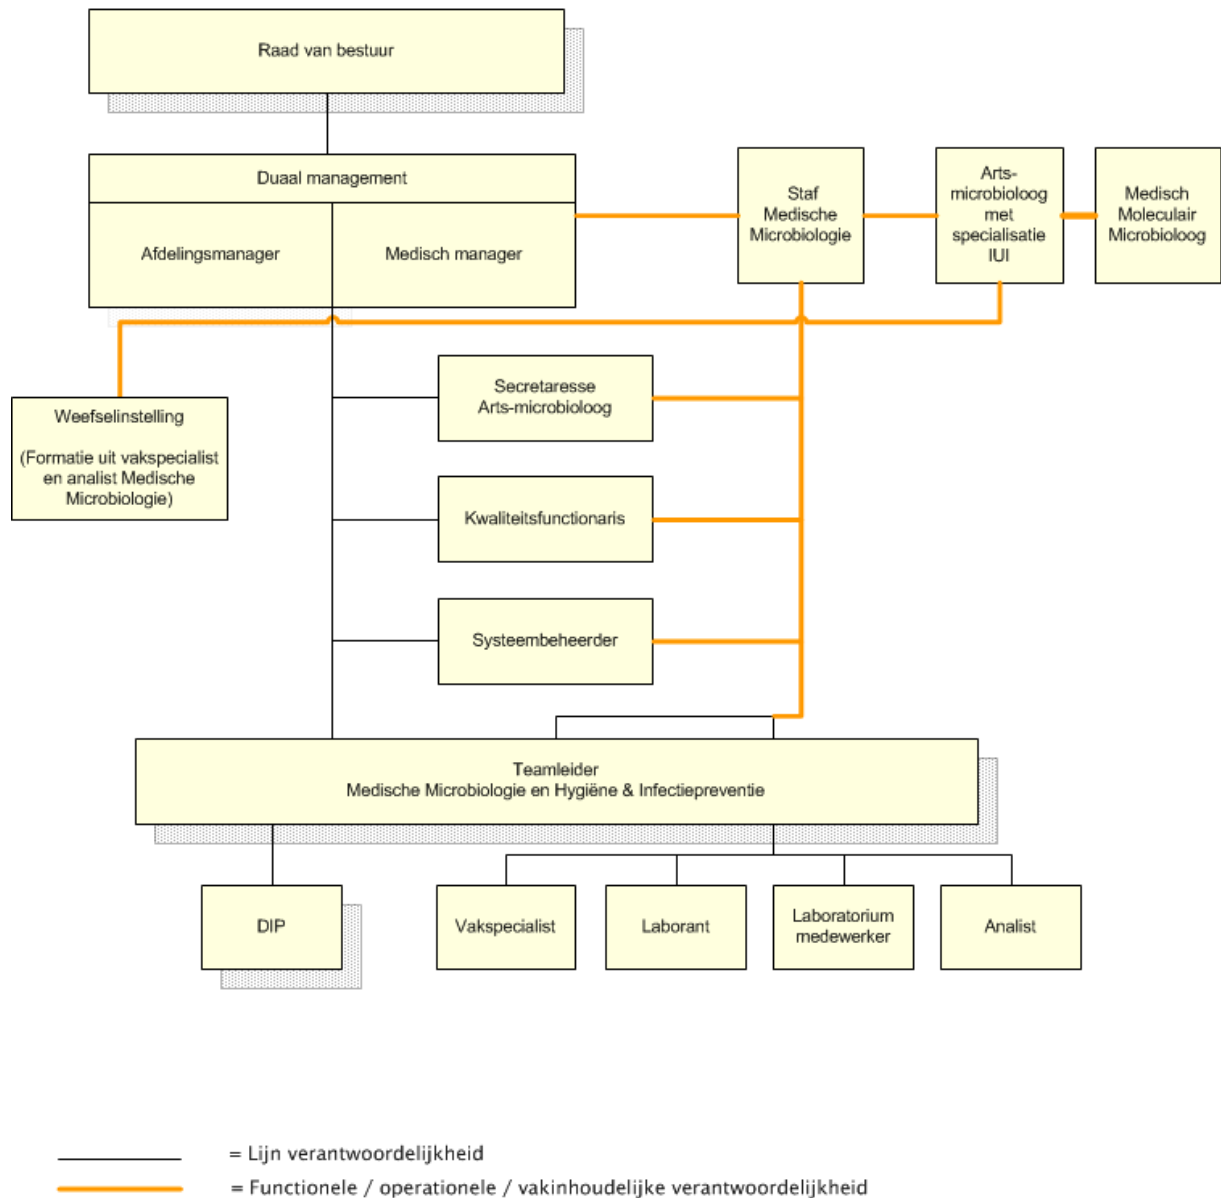 Raad van bestuur
Duaal management
Afdelingsmanager
Medisch manager
Staf
Medische
Microbiologie
Arts-
microbioloog
met
specialisatie
IUI
Medisch
Moleculair
Microbioloog
Weefselinstelling
(Formatie uit vakspecialist
en analist Medische
Microbiologie)
Secretaresse
Arts-microbioloog
Kwaliteitsfunctionaris
Systeembeheerder
Teamleider
Medische Microbiologie en Hygiëne & Infectiepreventie
DIP
Vakspecialist
Laborant
Laboratorium
medewerker
Analist
= Lijn verantwoordelijkheid
= Functionele / operationele / vakinhoudelijke verantwoordelijkheid